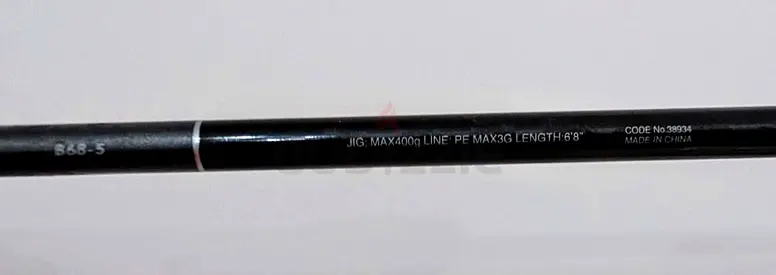 B68-5
JIG; MAX400g LINE: PE MAX3G LENGTH:6'8"
CODE No.38934
MADE IN CHINA